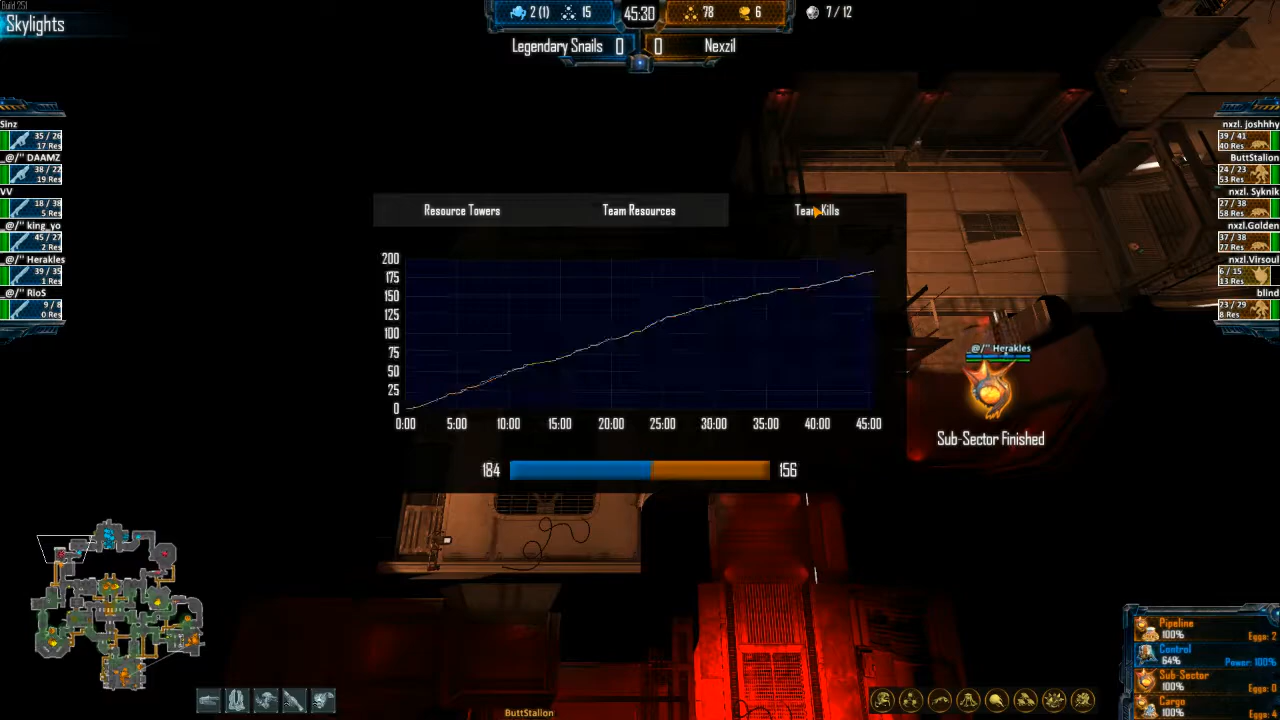 Build 251
Skylights
2 (1) 15 45:30 78 6 7 / 12
Legendary Snails 0 0 Nexzil
Sinz
35 / 26
17 Res
_@/" DAAMZ
38 / 22
19 Res
VV
18 / 38
5 Res
_@/" king_yo
45 / 27
2 Res
_@/" Herakles
39 / 35
1 Res
_@/" RloS
9 / 8
0 Res
nxzl. joshhhy
39 / 41
40 Res
ButtStalion
24 / 23
53 Res
nxzl. Syknik
27 / 38
58 Res
nxzl.Golden
37 / 38
77 Res
nxzl.Virsoul
6 / 15
13 Res
blind
23 / 29
8 Res
Resource Towers Team Resources Team Kills
200
175
150
125
100
75
50
25
0
0:00 5:00 10:00 15:00 20:00 25:00 30:00 35:00 40:00 45:00
184 156
_@/" Herakles
Sub-Sector Finished
Pipeline
100% Eggs: 2
Control
64% Power: 100%
Sub-Sector
100% Eggs: 0
Cargo
100% Eggs: 4
ButtStalion